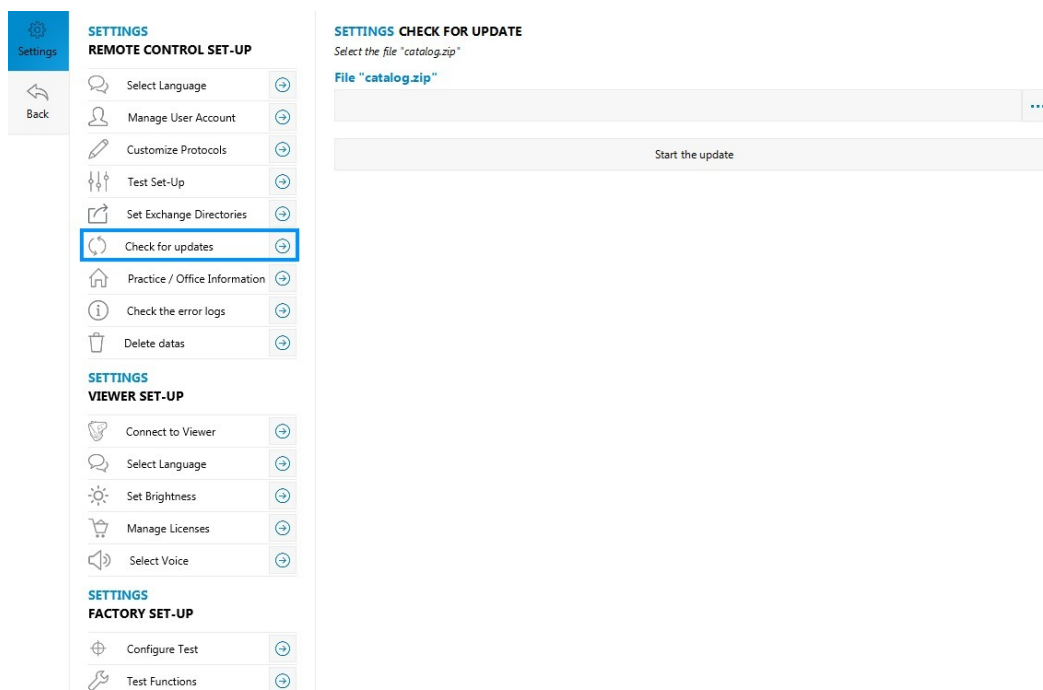 Settings
Back
SETTINGS
REMOTE CONTROL SET-UP
Select Language
Manage User Account
Customize Protocols
Test Set-Up
Set Exchange Directories
Check for updates
Practice / Office Information
Check the error logs
Delete datas
SETTINGS
VIEWER SET-UP
Connect to Viewer
Select Language
Set Brightness
Manage Licenses
Select Voice
SETTINGS
FACTORY SET-UP
Configure Test
Test Functions
SETTINGS CHECK FOR UPDATE
Select the file "catalog.zip"
File "catalog.zip"
...
Start the update